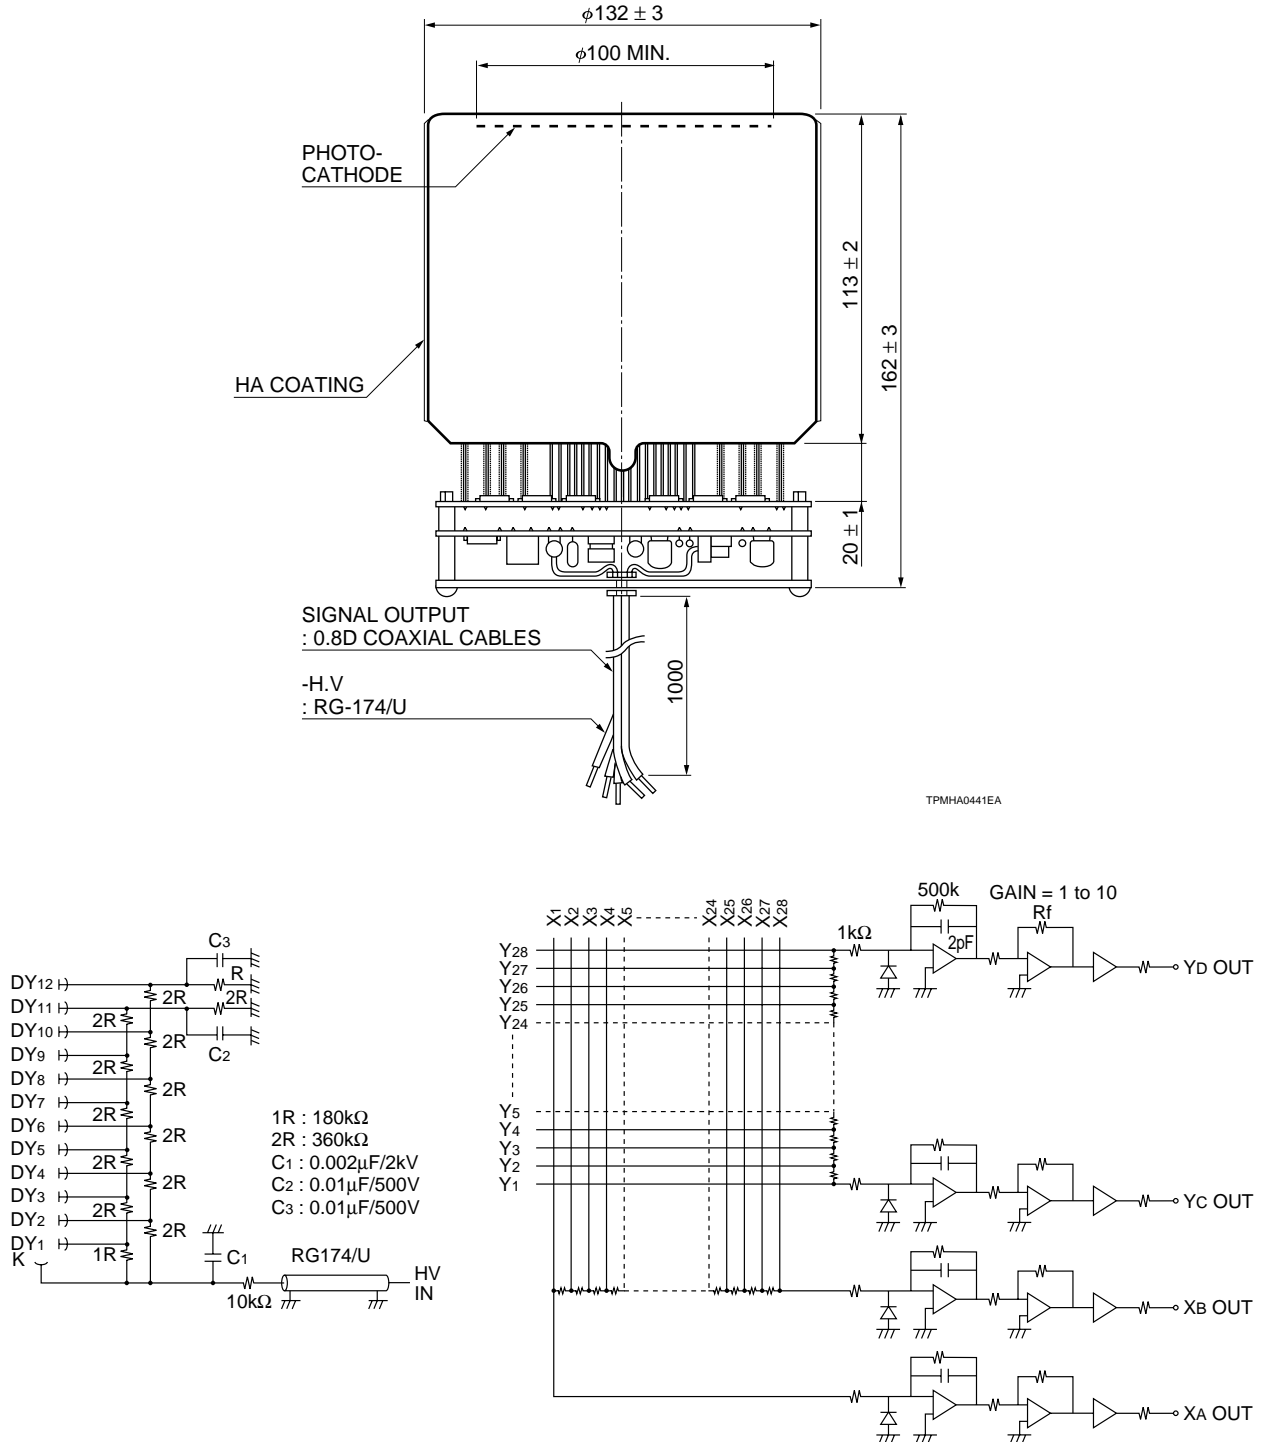 ϕ132 ± 3
ϕ100 MIN.
PHOTO-
CATHODE
113 ± 2
162 ± 3
HA COATING
20 ± 1
SIGNAL OUTPUT
: 0.8D COAXIAL CABLES
-H.V
: RG-174/U
1000
TPMHA0441EA
DY12
DY11
DY10
DY9
DY8
DY7
DY6
DY5
DY4
DY3
DY2
DY1
K
C3
R
2R
2R
C2
2R
2R
2R
2R
2R
2R
2R
2R
2R
2R
1R
C1
10kΩ
RG174/U
HV
IN
1R : 180kΩ
2R : 360kΩ
C1 : 0.002µF/2kV
C2 : 0.01µF/500V
C3 : 0.01µF/500V
X1
X2
X3
X4
X5
X24
X25
X26
X27
X28
Y28
Y27
Y26
Y25
Y24
Y5
Y4
Y3
Y2
Y1
1kΩ
500k
2pF
GAIN = 1 to 10
Rf
YD OUT
YC OUT
XB OUT
XA OUT